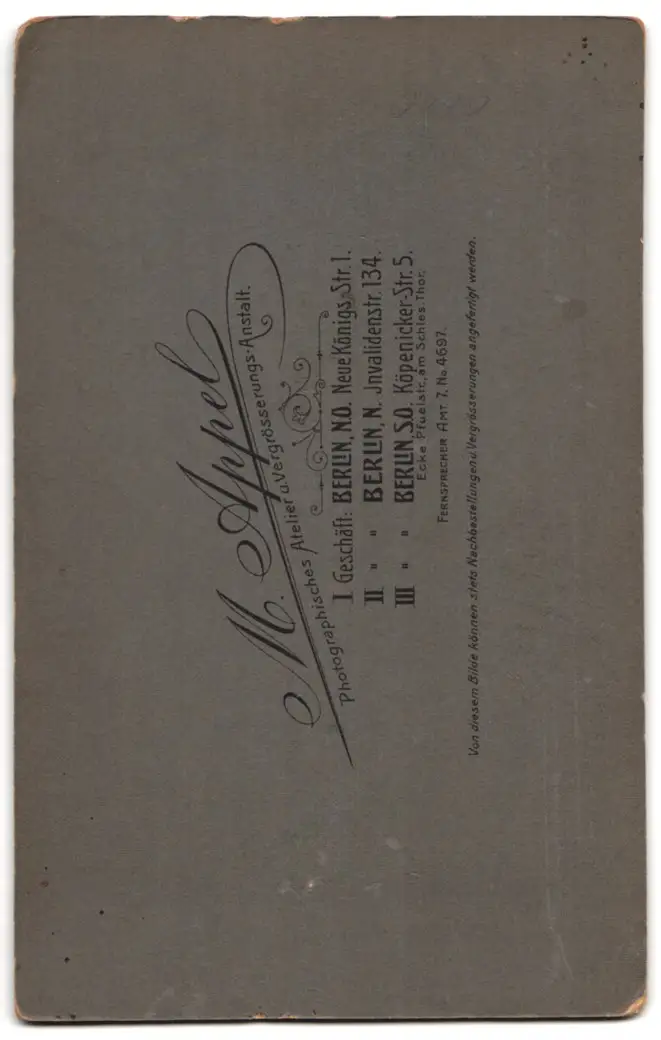 M. Appel
Photographisches Atelier u. Vergrösserungs-Anstalt.
I Geschäft: BERLIN, N.O. Neue Königs-Str. 1.
II " " BERLIN, N. Jnvalidenstr. 134.
III " " BERLIN, S.O. Köpenicker-Str. 5.
Ecke Pfuelstr., am Schles. Thor.
FERNSPRECHER AMT 7, No 4697.
Von diesem Bilde können stets Nachbestellungen u. Vergrösserungen angefertigt werden.